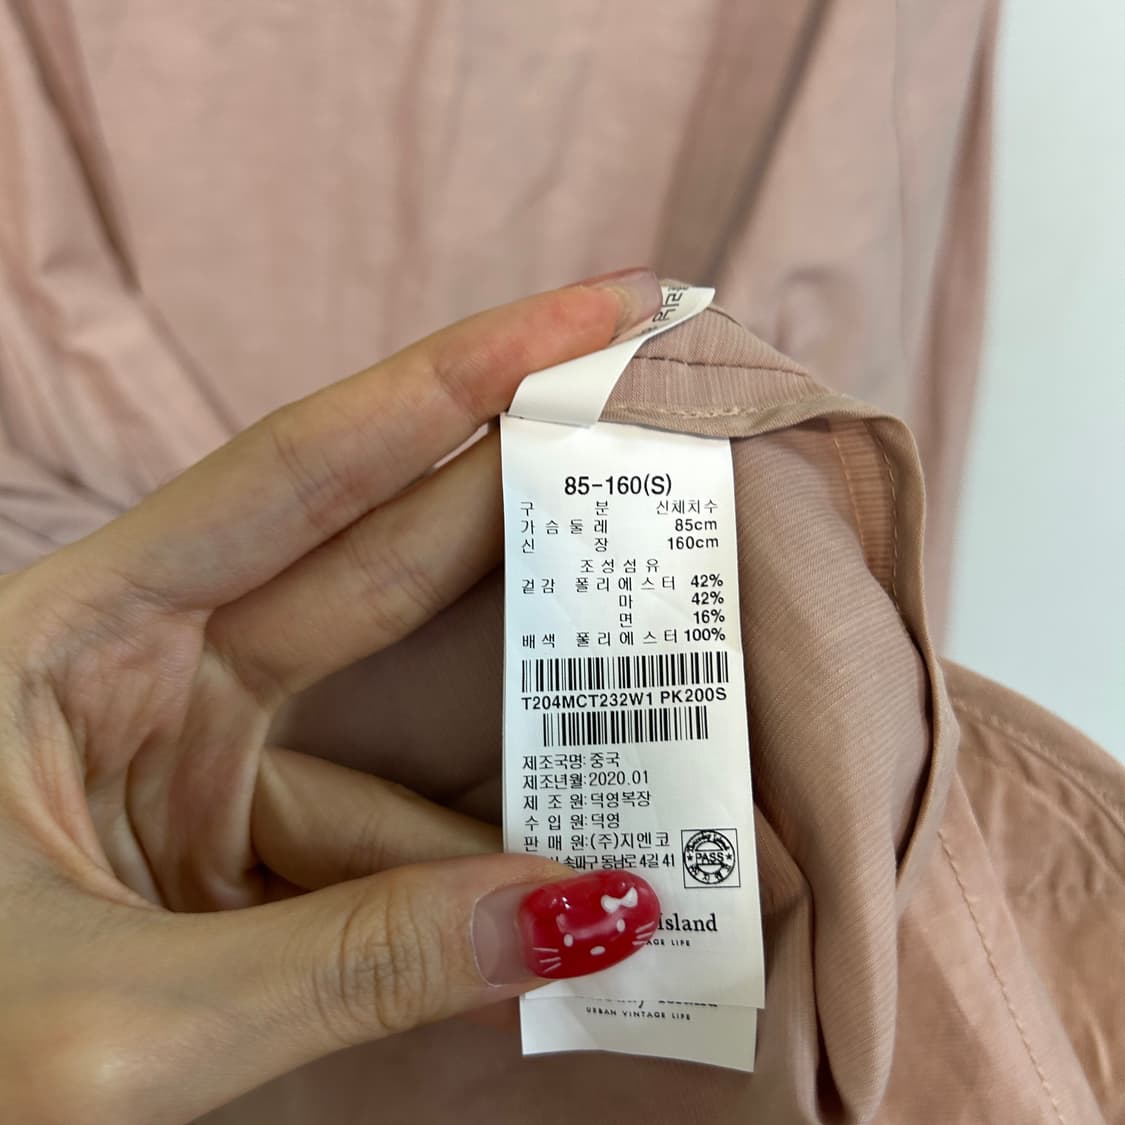 85-160(S)
구 분 신체치수
가슴둘레 85cm
신 장 160cm
조성섬유
겉감 폴리에스터 42%
마 42%
면 16%
배색 폴리에스터 100%
T204MCT232W1 PK200S
제조국명:중국
제조년월:2020.01
제 조 원:덕영복장
수 입 원:덕영
판 매 원:(주)지엔코
송파구 동남로 4길 41
PASS
Island
LIFE
Island
URBAN VINTAGE LIFE